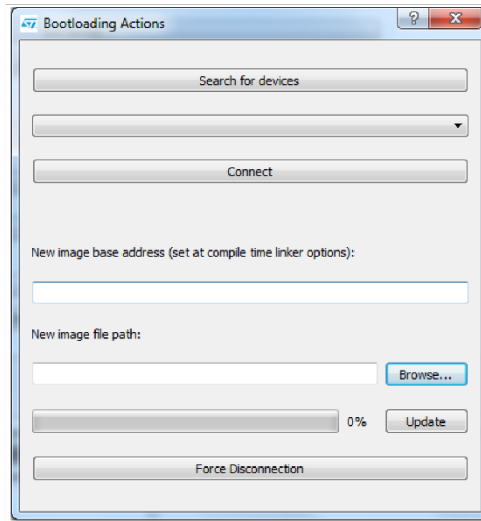 Bootloading Actions
Search for devices
Connect
New image base address (set at compile time linker options):
New image file path:
Browse...
0%
Update
Force Disconnection